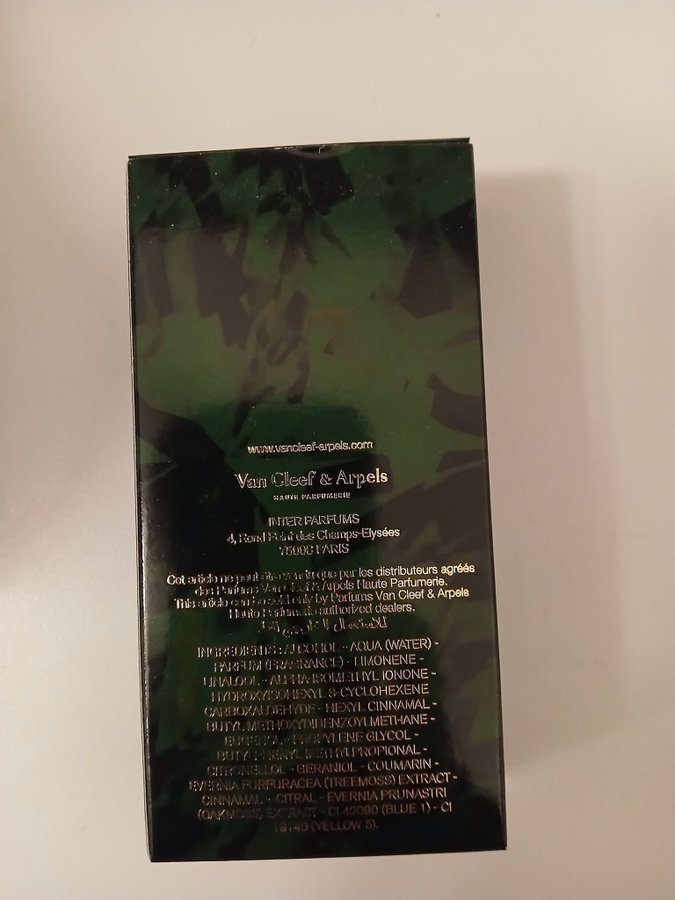 www.vancleef-arpels.com
Van Cleef & Arpels
HAUTE PARFUMERIE
INTER PARFUMS
4, Rond Point des Champs-Elysées
75008 PARIS
Cet article ne peut être vendu que par les distributeurs agréés
des Parfums Van Cleef & Arpels Haute Parfumerie.
This article can be sold only by Parfums Van Cleef & Arpels
Haute Parfumerie authorized dealers.
للاستعمال الخارجي
INGREDIENTS : ALCOHOL - AQUA (WATER) -
PARFUM (FRAGRANCE) - LIMONENE -
LINALOOL - ALPHA-ISOMETHYL IONONE -
HYDROXYISOHEXYL 3-CYCLOHEXENE
CARBOXALDEHYDE - HEXYL CINNAMAL -
BUTYL METHOXYDIBENZOYLMETHANE -
EUGENOL - PROPYLENE GLYCOL -
BUTYLPHENYL METHYLPROPIONAL -
CITRONELLOL - GERANIOL - COUMARIN -
EVERNIA FURFURACEA (TREEMOSS) EXTRACT -
CINNAMAL - CITRAL - EVERNIA PRUNASTRI
(OAKMOSS) EXTRACT - CI 42090 (BLUE 1) - CI
19140 (YELLOW 5).